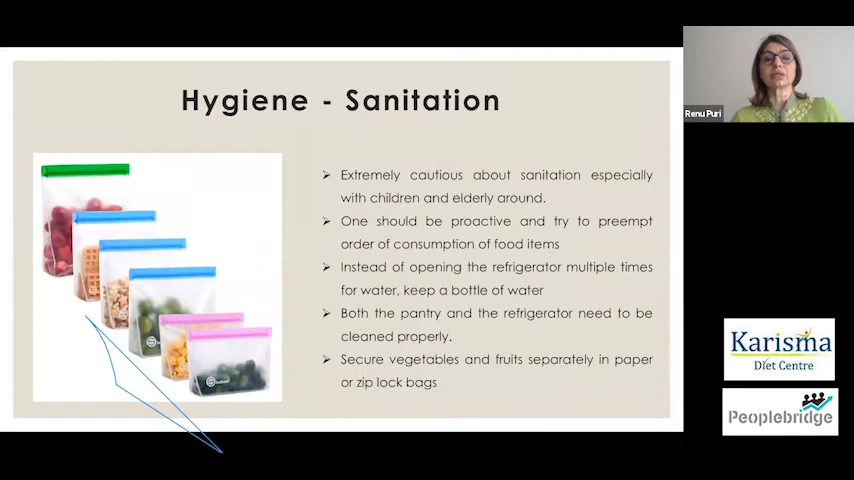 Hygiene - Sanitation
➢ Extremely cautious about sanitation especially
with children and elderly around.
➢ One should be proactive and try to preempt
order of consumption of food items
➢ Instead of opening the refrigerator multiple times
for water, keep a bottle of water
➢ Both the pantry and the refrigerator need to be
cleaned properly.
➢ Secure vegetables and fruits separately in paper
or zip lock bags
Renu Puri
Karisma
Diet Centre
Peoplebridge